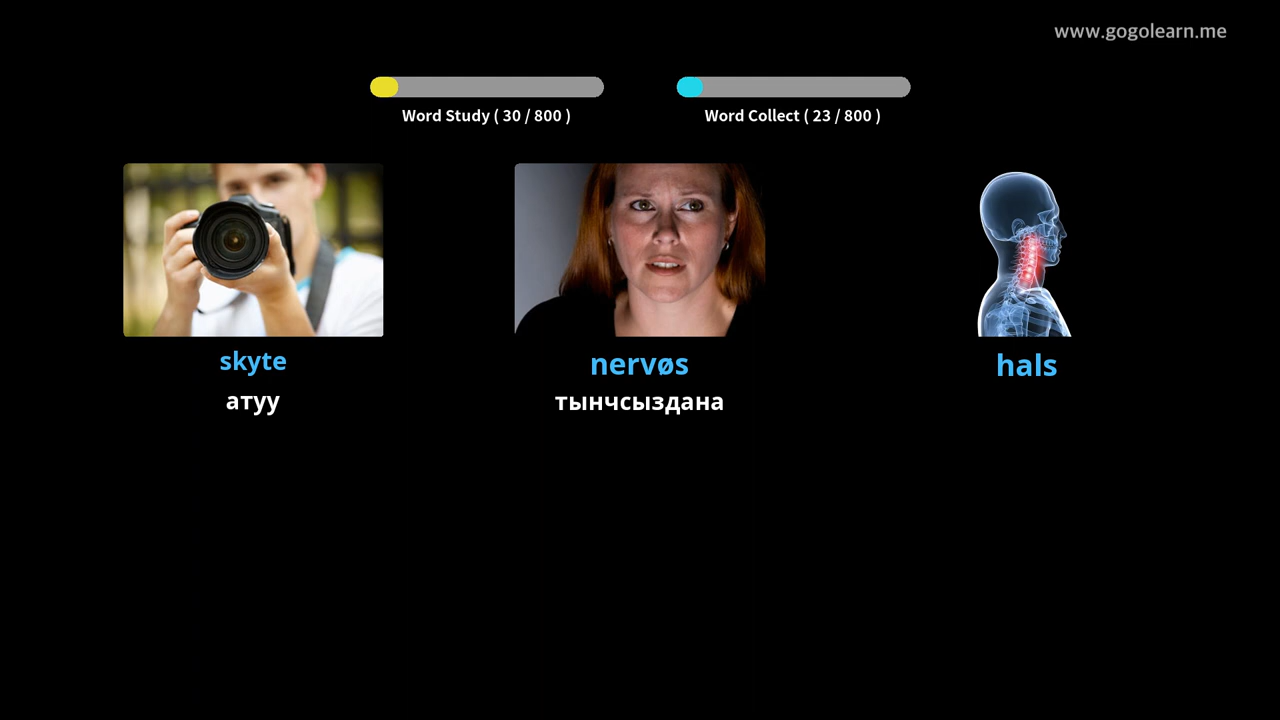 www.gogolearn.me
Word Study ( 30 / 800 )
Word Collect ( 23 / 800 )
skyte
nervøs
hals
атуу
тынчсыздана